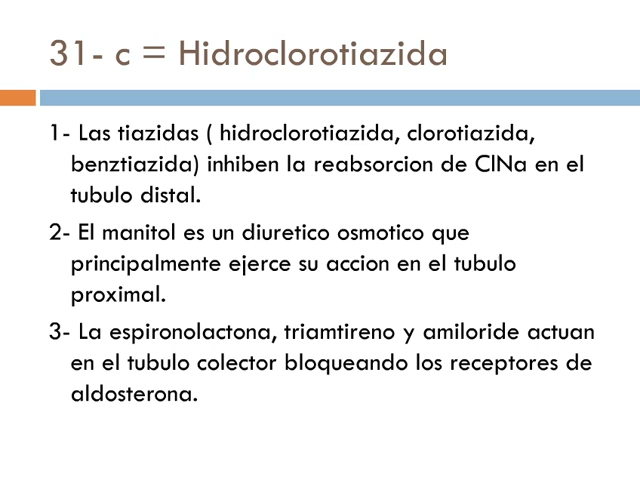 31- c = Hidroclorotiazida
1- Las tiazidas ( hidroclorotiazida, clorotiazida,
benztiazida) inhiben la reabsorcion de ClNa en el
tubulo distal.
2- El manitol es un diuretico osmotico que
principalmente ejerce su accion en el tubulo
proximal.
3- La espironolactona, triamtireno y amiloride actuan
en el tubulo colector bloqueando los receptores de
aldosterona.